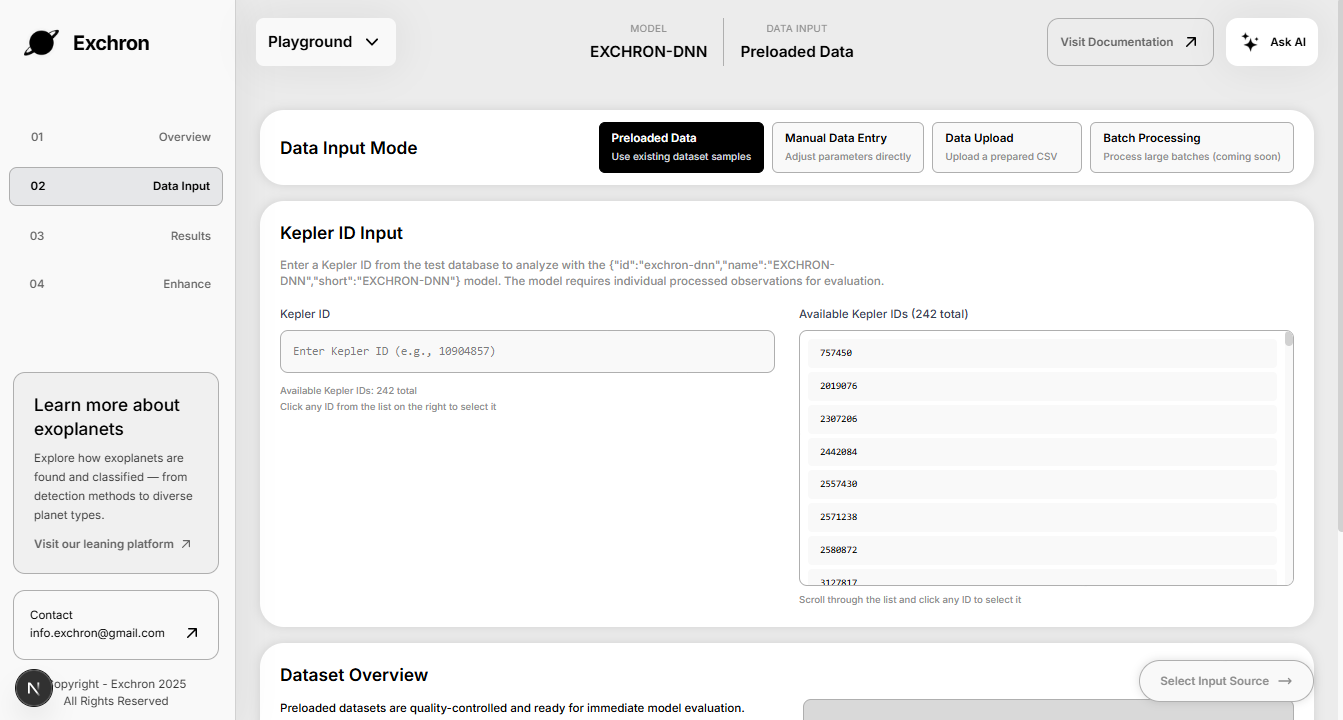 Exchron
Playground
MODEL
EXCHRON-DNN
DATA INPUT
Preloaded Data
Visit Documentation
Ask AI
01 Overview
02 Data Input
03 Results
04 Enhance
Learn more about
exoplanets
Explore how exoplanets are
found and classified — from
detection methods to diverse
planet types.
Visit our leaning platform
Contact
info.exchron@gmail.com
N
opyright - Exchron 2025
All Rights Reserved
Data Input Mode
Preloaded Data
Use existing dataset samples
Manual Data Entry
Adjust parameters directly
Data Upload
Upload a prepared CSV
Batch Processing
Process large batches (coming soon)
Kepler ID Input
Enter a Kepler ID from the test database to analyze with the {"id":"exchron-dnn","name":"EXCHRON-
DNN","short":"EXCHRON-DNN"} model. The model requires individual processed observations for evaluation.
Kepler ID
Enter Kepler ID (e.g., 10904857)
Available Kepler IDs: 242 total
Click any ID from the list on the right to select it
Available Kepler IDs (242 total)
757450
2019076
2307206
2442084
2557430
2571238
2580872
3127817
Scroll through the list and click any ID to select it
Dataset Overview
Preloaded datasets are quality-controlled and ready for immediate model evaluation.
Select Input Source